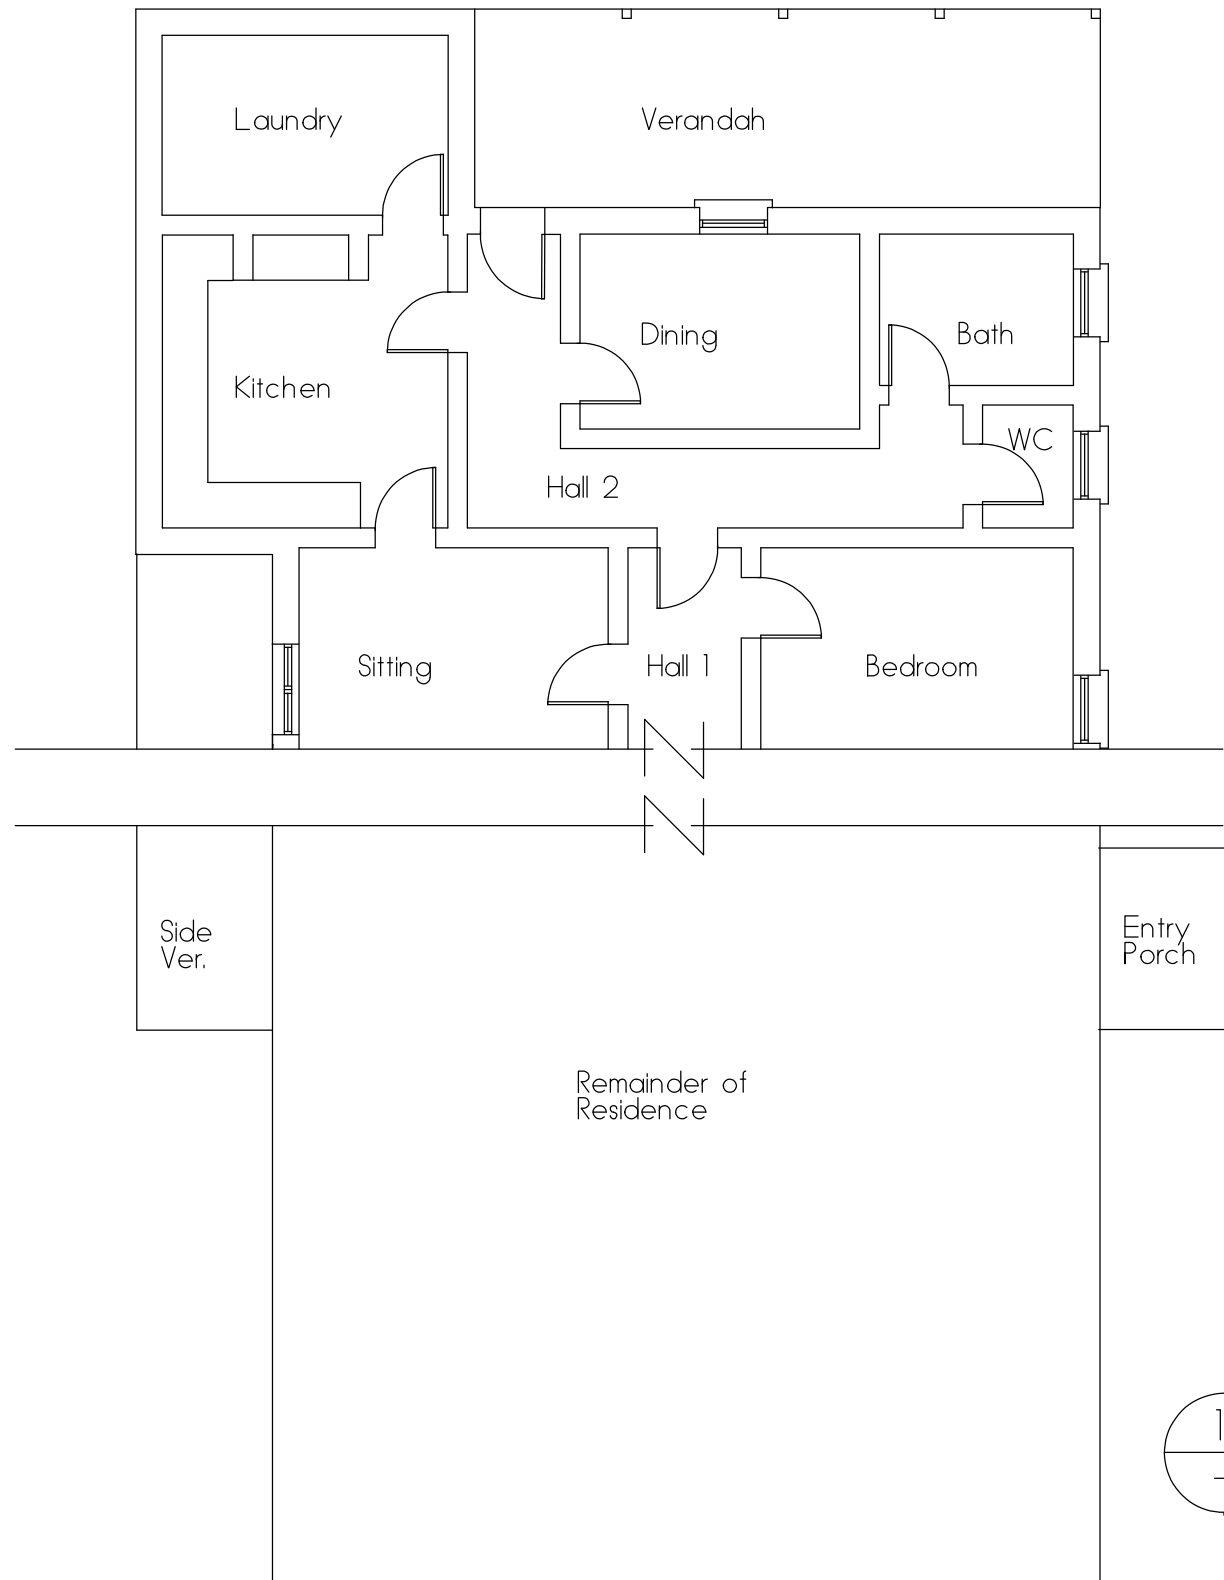 Laundry
Verandah
Dining
Bath
Kitchen
WC
Hall 2
Sitting
Hall 1
Bedroom
Side
Ver.
Entry
Porch
Remainder of
Residence
1